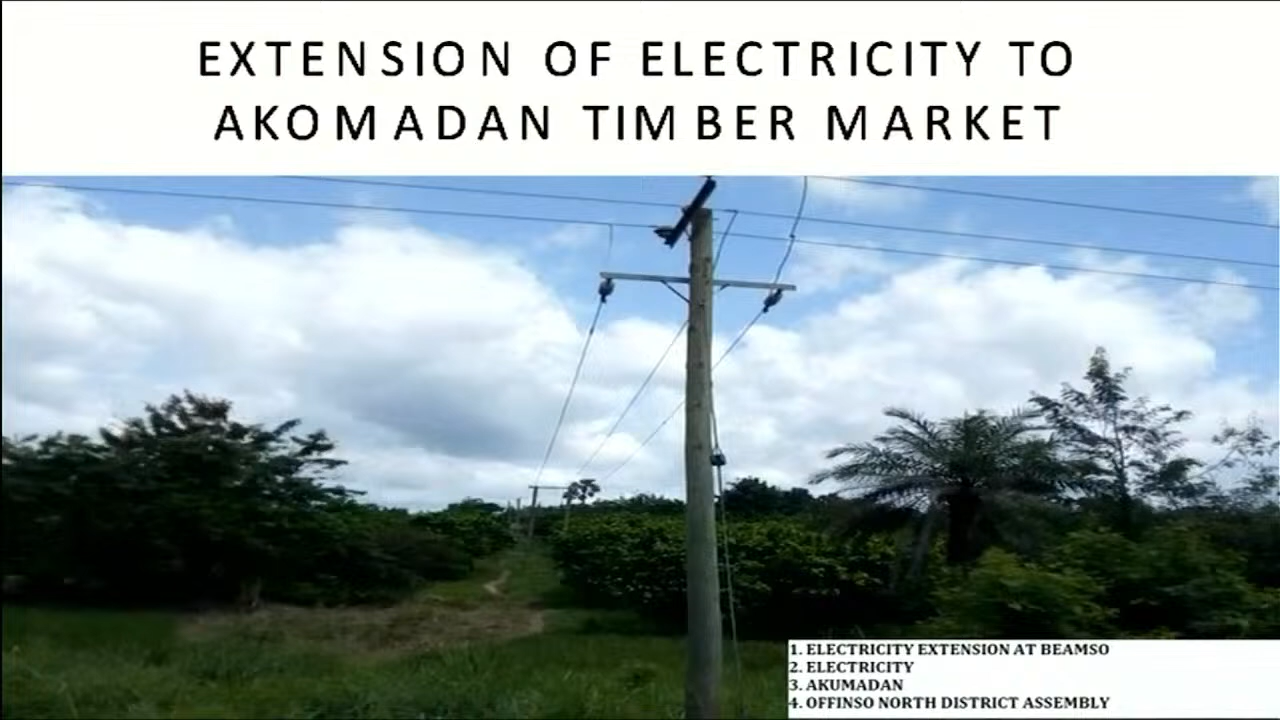 EXTENSION OF ELECTRICITY TO
AKOMADAN TIMBER MARKET
1. ELECTRICITY EXTENSION AT BEAMSO
2. ELECTRICITY
3. AKUMADAN
4. OFFINSO NORTH DISTRICT ASSEMBLY